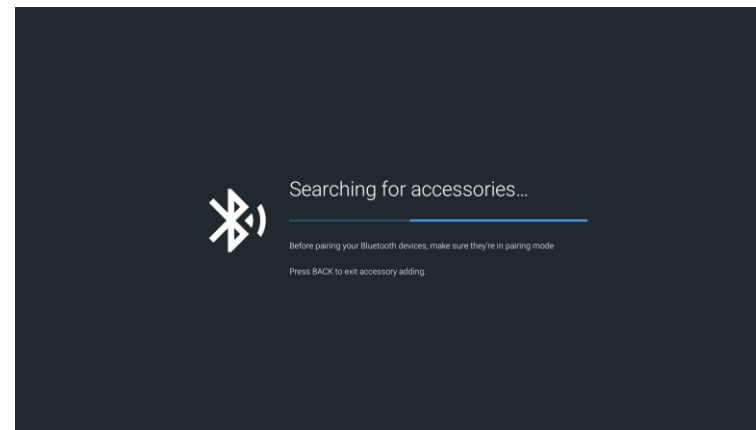 Searching for accessories...
Before pairing your Bluetooth devices, make sure they're in pairing mode
Press BACK to exit accessory adding.